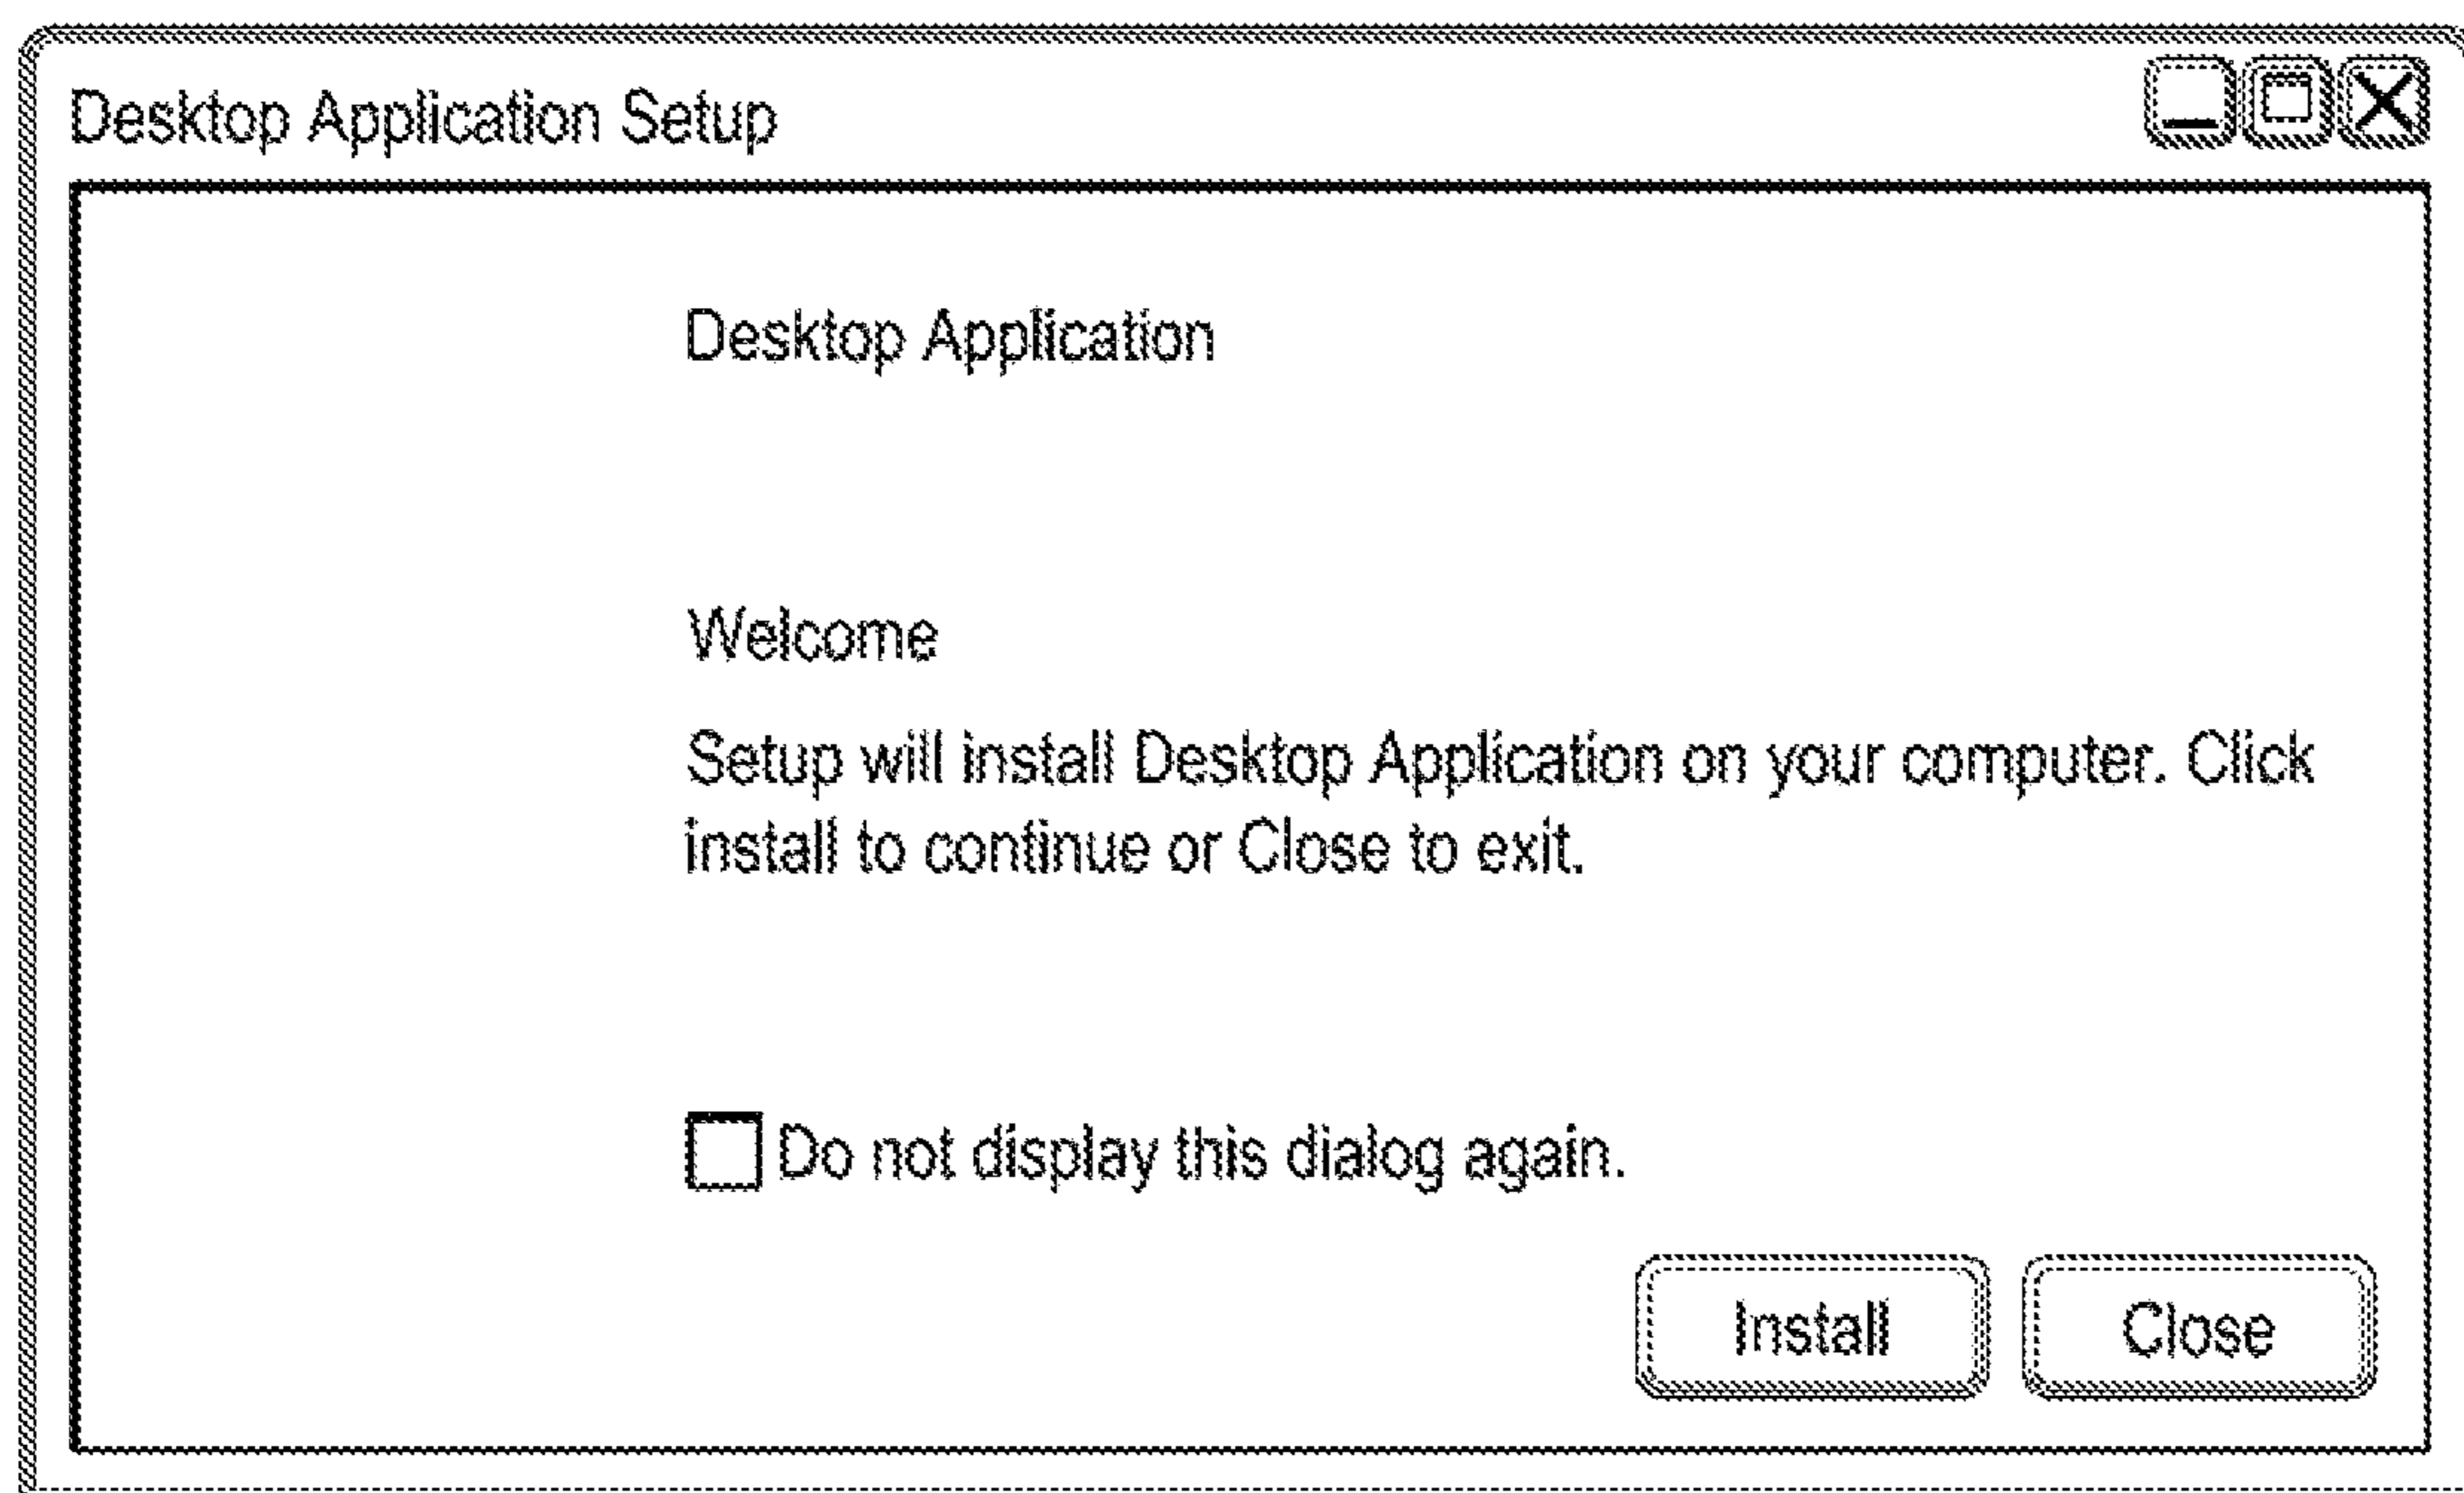 Desktop Application Setup
Desktop Application
Welcome
Setup will install Desktop Application on your computer. Click
install to continue or Close to exit.
Do not display this dialog again.
Install
Close